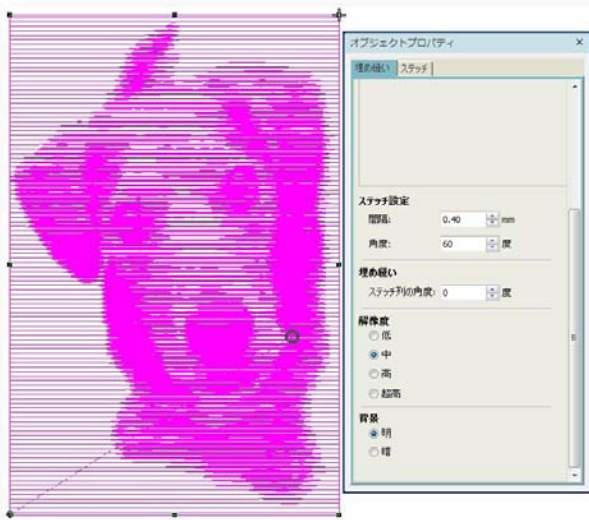 オブジェクトプロパティ ×
埋め縫い ステッチ
ステッチ設定
間隔: 0.40 mm
角度: 60 度
埋め縫い
ステッチ列の角度: 0 度
解像度
低
中
高
超高
背景
明
暗